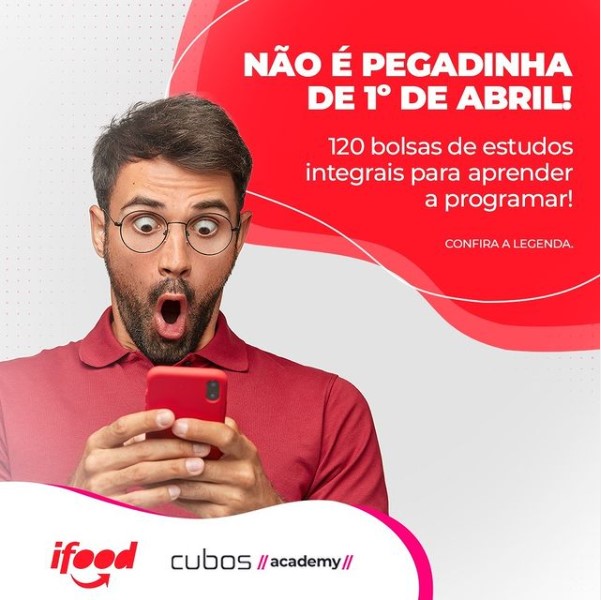 NÃO É PEGADINHA
DE 1º DE ABRIL!
120 bolsas de estudos
integrais para aprender
a programar!
CONFIRA A LEGENDA.
ifood
cubos //academy//